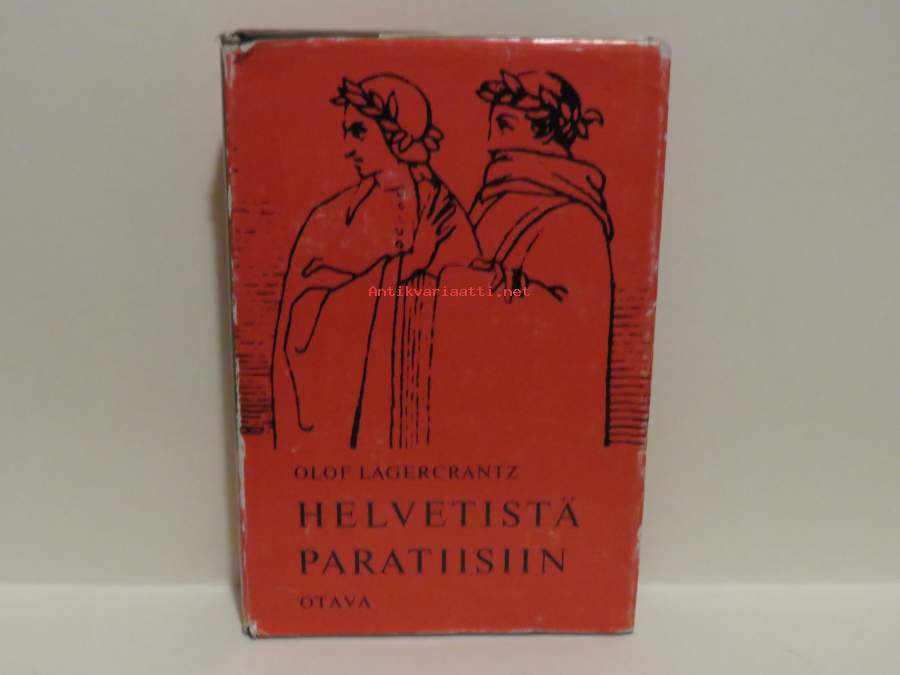 Antikvariaatti.net
OLOF LAGERCRANTZ
HELVETISTÄ
PARATIISIIN
OTAVA